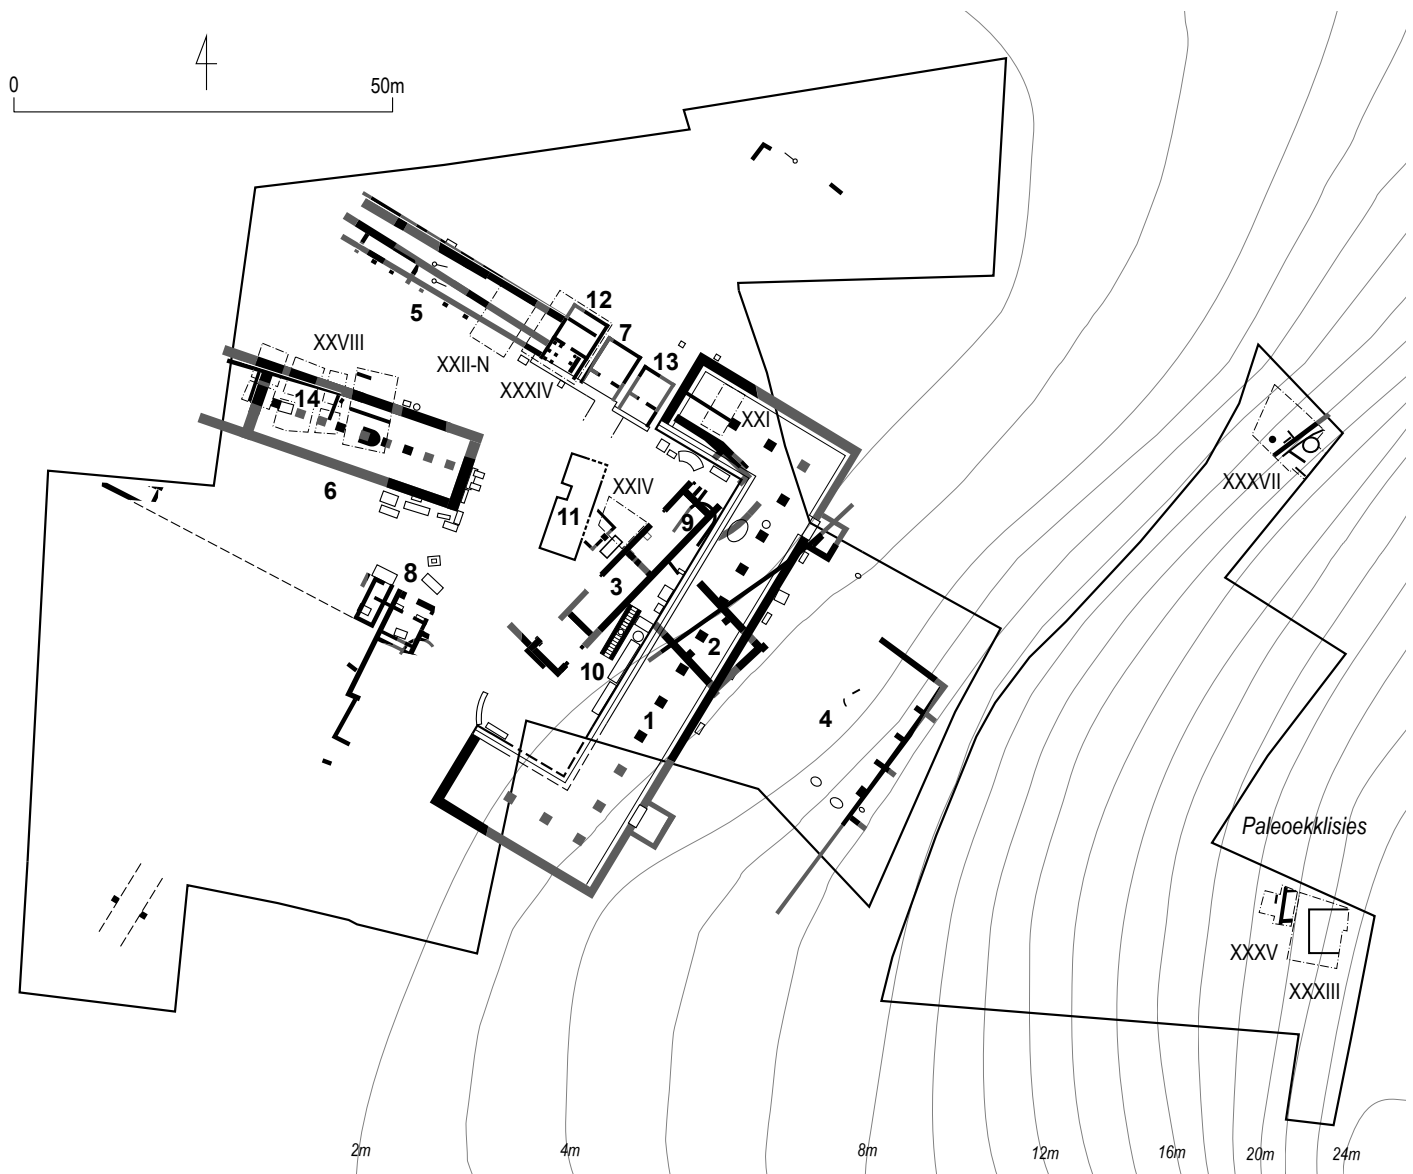 0 50m
12
5
7
XXVIII
XXII-N
13
XXXIV
14
XXI
6
XXIV
XXXVII
11
9
8
3
10
2
1
4
Paleoekklisies
XXXV
XXXIII
2m 4m 8m 12m 16m 20m 24m